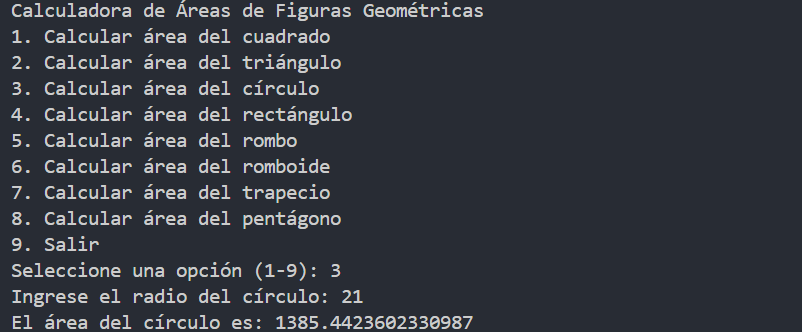 Calculadora de Áreas de Figuras Geométricas
1. Calcular área del cuadrado
2. Calcular área del triángulo
3. Calcular área del círculo
4. Calcular área del rectángulo
5. Calcular área del rombo
6. Calcular área del romboide
7. Calcular área del trapecio
8. Calcular área del pentágono
9. Salir
Seleccione una opción (1-9): 3
Ingrese el radio del círculo: 21
El área del círculo es: 1385.4423602330987